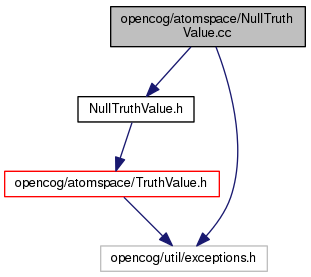 opencog/atomspace/NullTruth
Value.cc
NullTruthValue.h
opencog/atomspace/TruthValue.h
opencog/util/exceptions.h